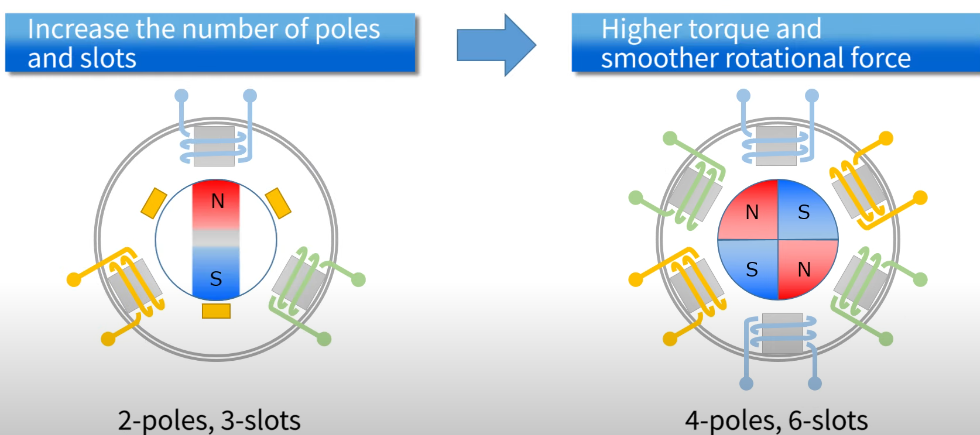 Increase the number of poles
and slots
Higher torque and
smoother rotational force
N
S
N
S
S
N
2-poles, 3-slots
4-poles, 6-slots